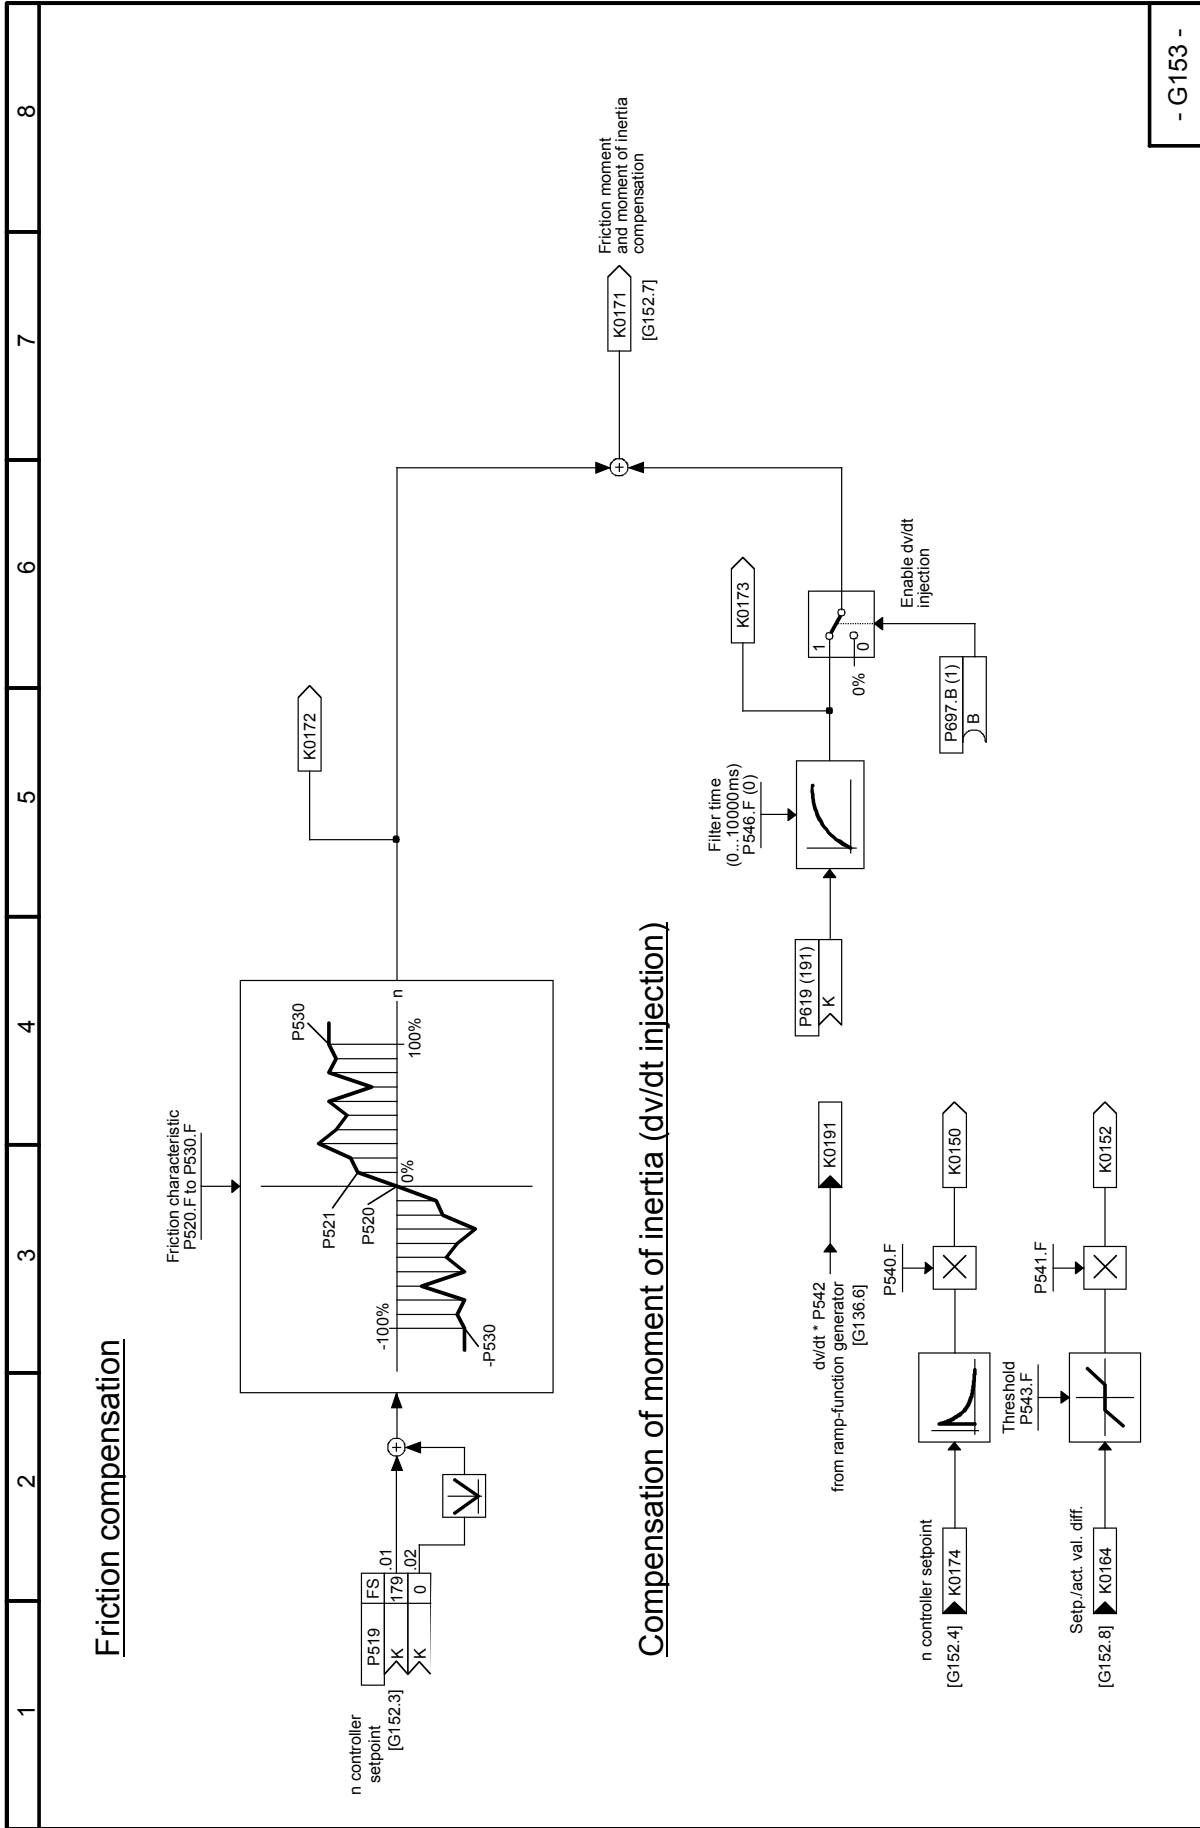 1 2 3 4 5 6 7 8
Friction compensation
Friction characteristic
P520.F to P530.F
n controller
setpoint
[G152.3]
P519 FS
K 179 .01
K 0 .02
-100%
-P530
P520
P521
0%
P530
100%
n
K0172
Friction moment
and moment of inertia
compensation
K0171
[G152.7]
Compensation of moment of inertia (dv/dt injection)
dv/dt * P542
from ramp-function generator
[G136.6]
K0191
P619 (191)
K
Filter time
(0...10000ms)
P546.F (0)
K0173
1
0
0%
Enable dv/dt
injection
P697.B (1)
B
n controller setpoint
[G152.4]
K0174
P540.F
K0150
Setp./act. val. diff.
[G152.8]
K0164
Threshold
P543.F
P541.F
K0152
- G153 -